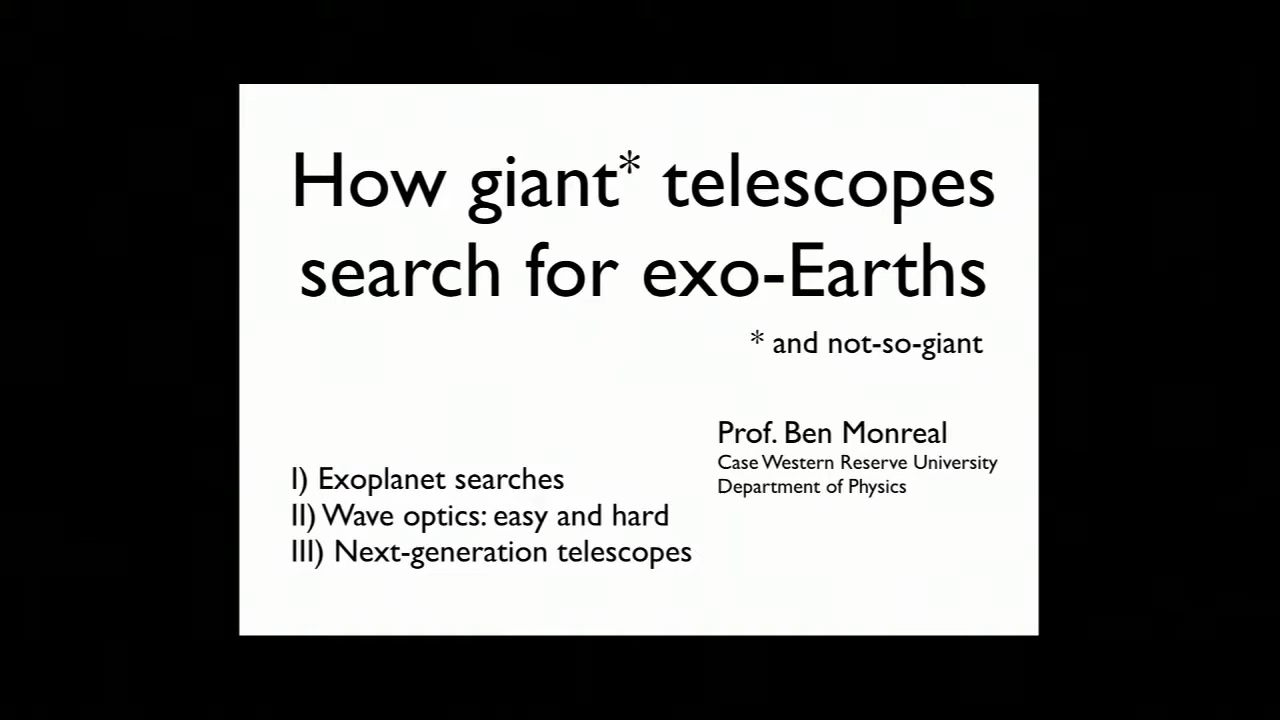 How giant* telescopes
search for exo-Earths
* and not-so-giant
Prof. Ben Monreal
Case Western Reserve University
Department of Physics
I) Exoplanet searches
II) Wave optics: easy and hard
III) Next-generation telescopes